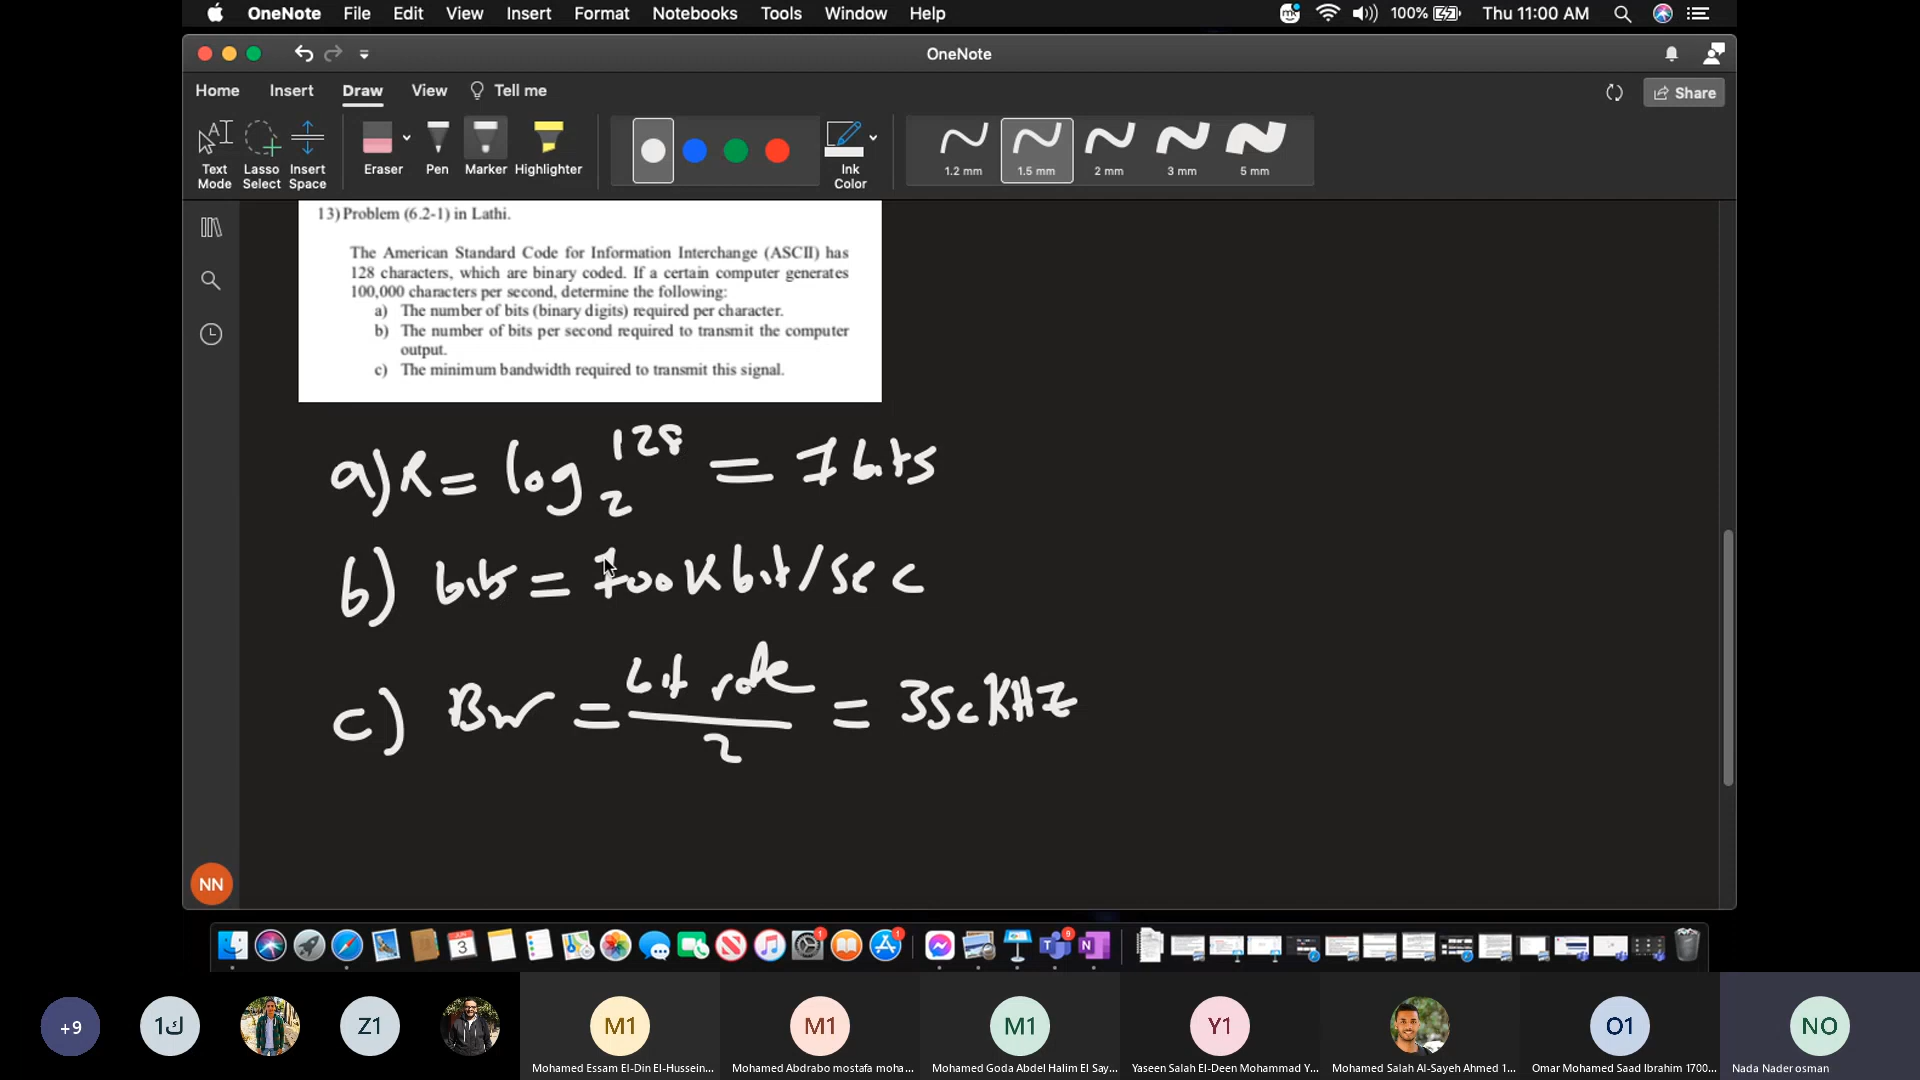 OneNote File Edit View Insert Format Notebooks Tools Window Help 100% Thu 11:00 AM
OneNote
Home Insert Draw View Tell me Share
Text Mode
Lasso Select
Insert Space
Eraser
Pen
Marker
Highlighter
Ink Color
1.2 mm
1.5 mm
2 mm
3 mm
5 mm
13) Problem (6.2-1) in Lathi.
The American Standard Code for Information Interchange (ASCII) has
128 characters, which are binary coded. If a certain computer generates
100,000 characters per second, determine the following:
a) The number of bits (binary digits) required per character.
b) The number of bits per second required to transmit the computer
output.
c) The minimum bandwidth required to transmit this signal.
a) R = log 2 128 = 7 bits
b) bits = 700 K bit/sec
c) Bw = bit rate / 2 = 350 KHZ
NN
JUN
3
1
1
9
+9
1ك
Z1
M1
M1
M1
Y1
O1
NO
Mohamed Essam El-Din El-Hussein...
Mohamed Abdrabo mostafa moha...
Mohamed Goda Abdel Halim El Say...
Yaseen Salah El-Deen Mohammad Y...
Mohamed Salah Al-Sayeh Ahmed 1...
Omar Mohamed Saad Ibrahim 1700...
Nada Nader osman